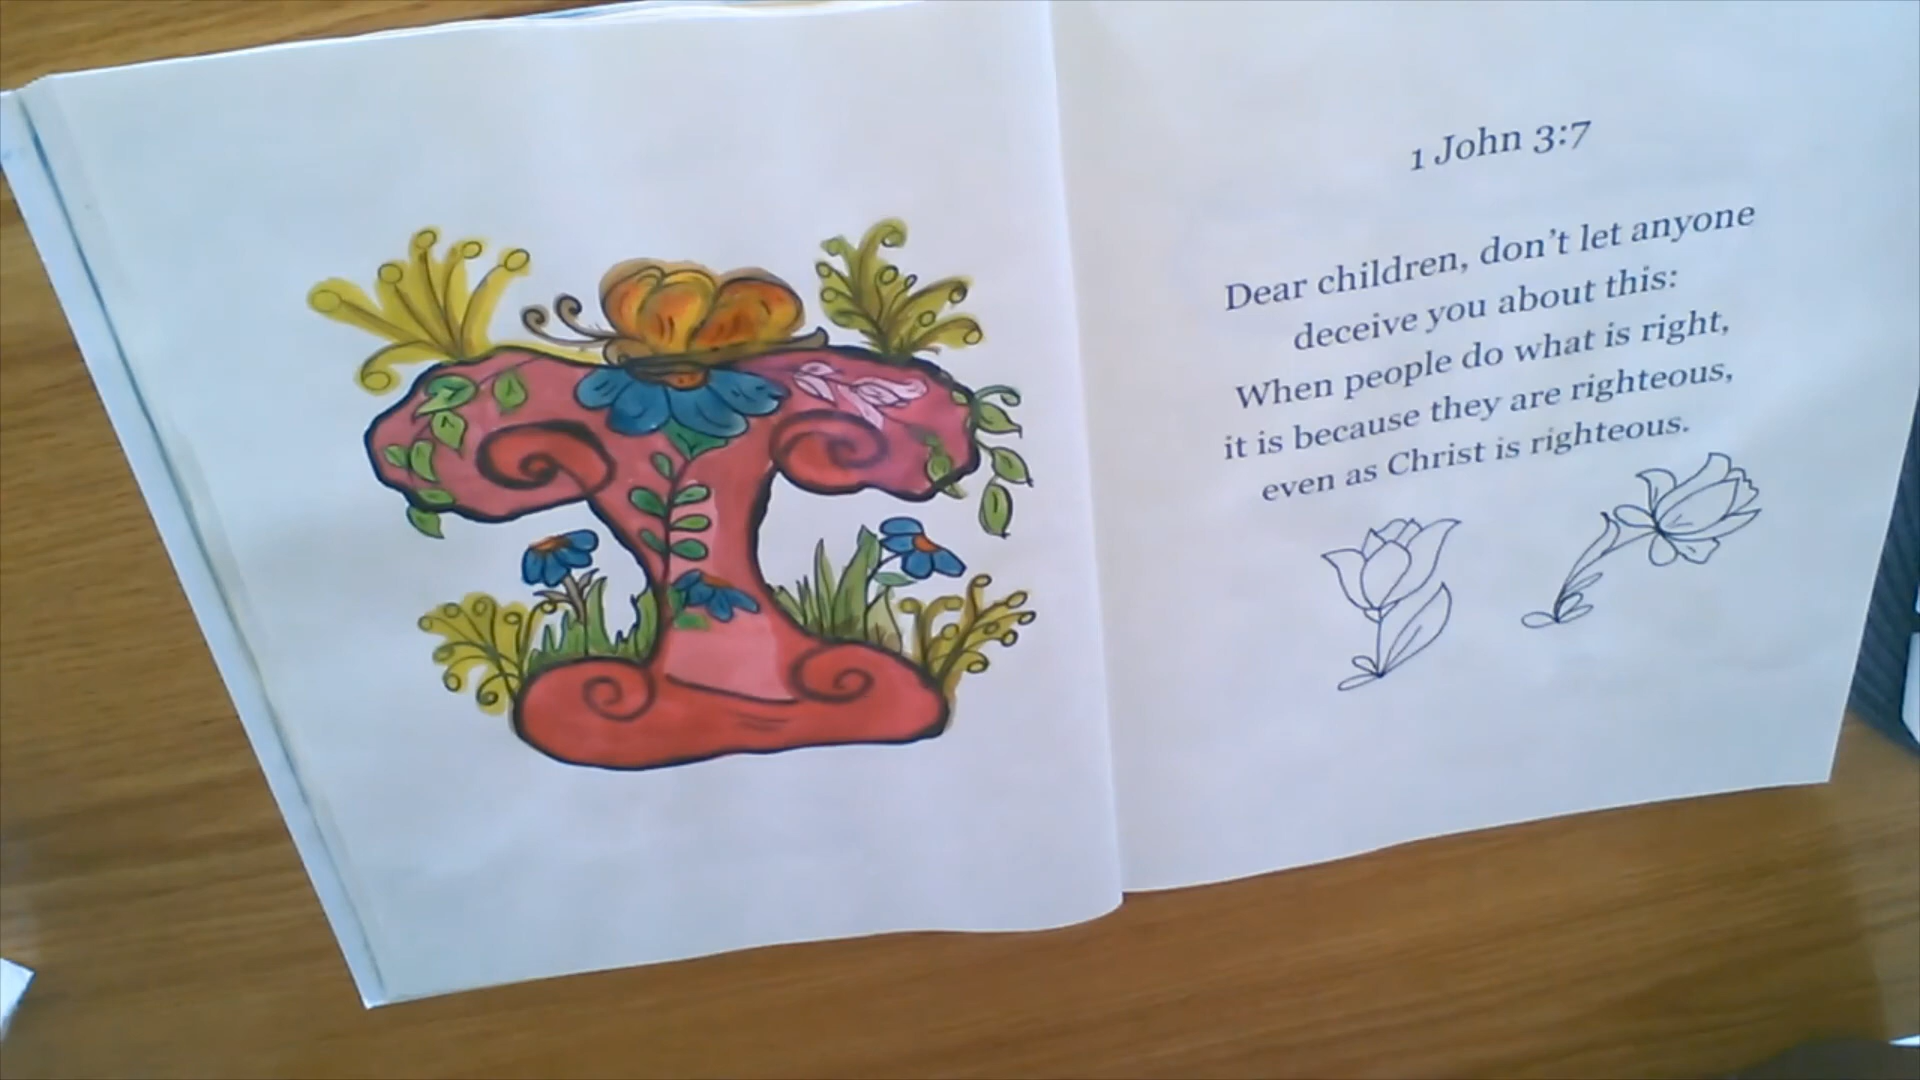 1 John 3:7
Dear children, don't let anyone
deceive you about this:
When people do what is right,
it is because they are righteous,
even as Christ is righteous.